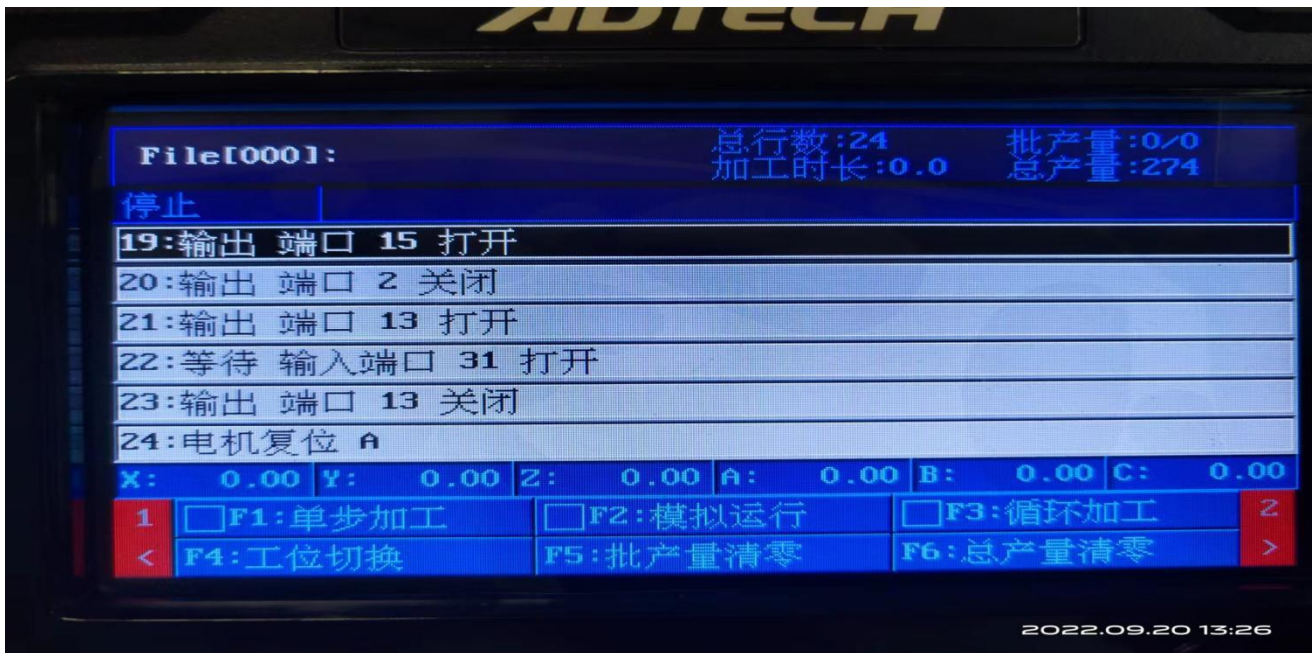 ADTECH
File[000]:
总行数:24 批产量:0/0
加工时长:0.0 总产量:274
停止
19:输出 端口 15 打开
20:输出 端口 2 关闭
21:输出 端口 13 打开
22:等待 输入端口 31 打开
23:输出 端口 13 关闭
24:电机复位 A
X: 0.00 Y: 0.00 Z: 0.00 A: 0.00 B: 0.00 C: 0.00
1 F1:单步加工 F2:模拟运行 F3:循环加工 2
< F4:工位切换 F5:批产量清零 F6:总产量清零 >
2022.09.20 13:26